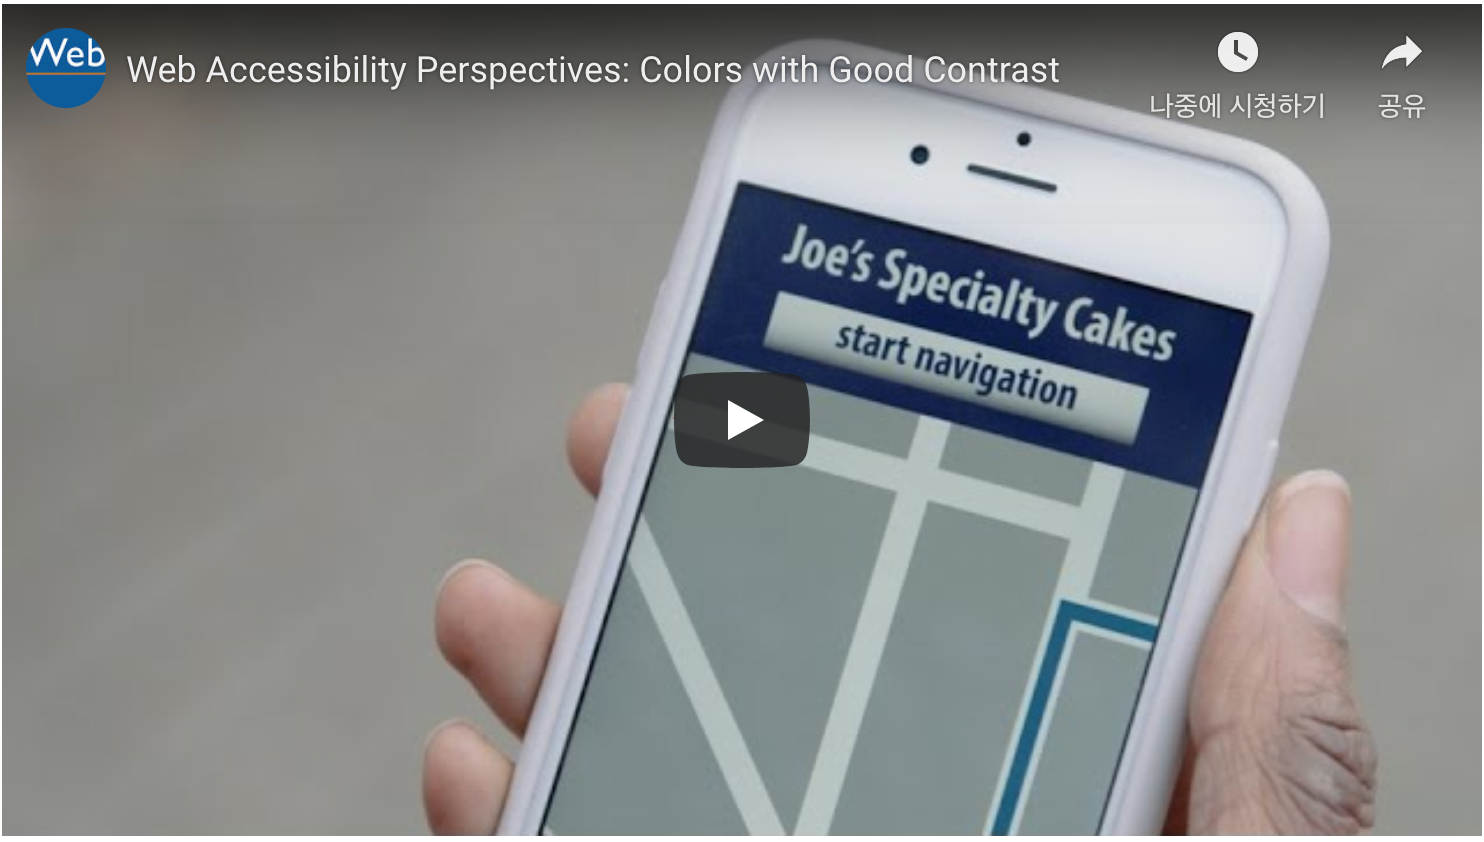 Web
Web Accessibility Perspectives: Colors with Good Contrast
나중에 시청하기
공유
Joe's Specialty Cakes
start navigation